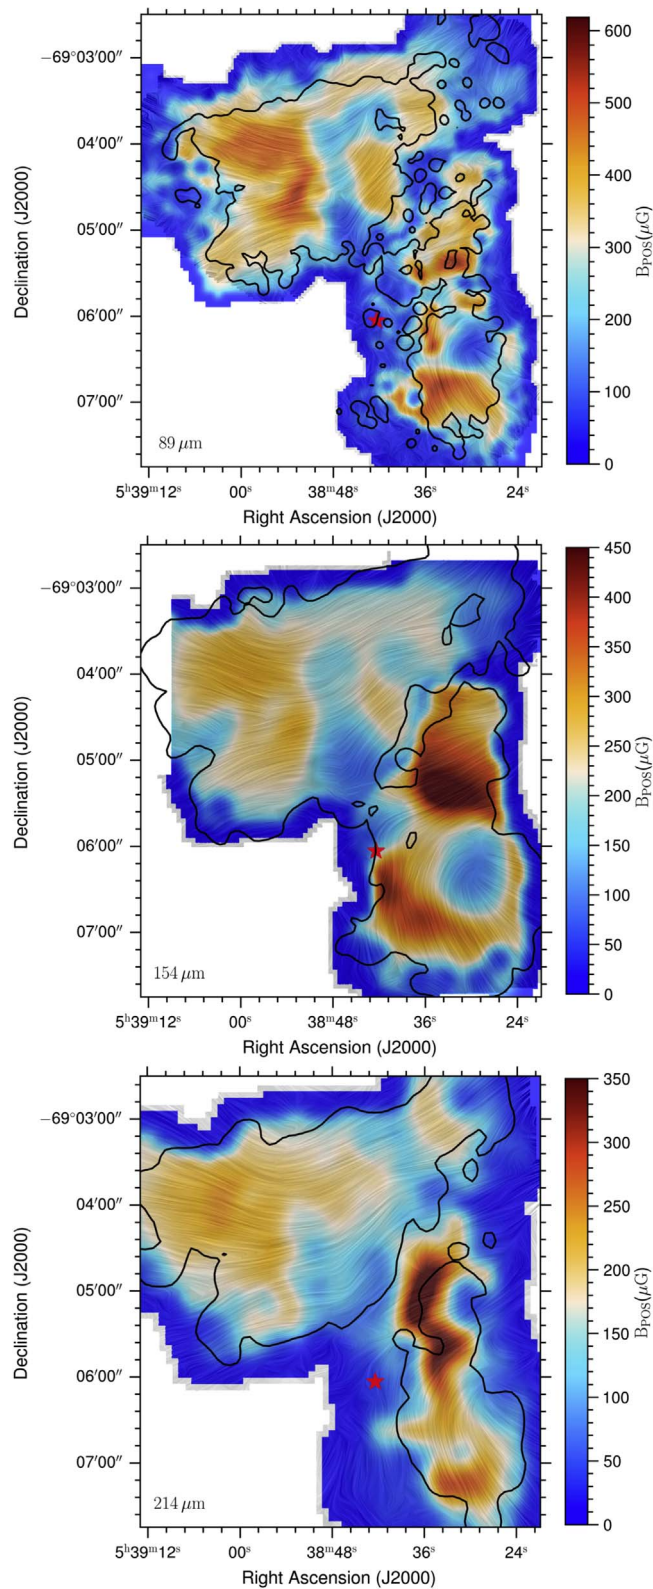 −69°03′00″
04′00″
05′00″
06′00″
07′00″
Declination (J2000)
89 μm
5ʰ39ᵐ12ˢ 00ˢ 38ᵐ48ˢ 36ˢ 24ˢ
Right Ascension (J2000)
600
500
400
300
200
100
0
B_POS(μG)
−69°03′00″
04′00″
05′00″
06′00″
07′00″
Declination (J2000)
154 μm
5ʰ39ᵐ12ˢ 00ˢ 38ᵐ48ˢ 36ˢ 24ˢ
Right Ascension (J2000)
450
400
350
300
250
200
150
100
50
0
B_POS(μG)
−69°03′00″
04′00″
05′00″
06′00″
07′00″
Declination (J2000)
214 μm
5ʰ39ᵐ12ˢ 00ˢ 38ᵐ48ˢ 36ˢ 24ˢ
Right Ascension (J2000)
350
300
250
200
150
100
50
0
B_POS(μG)